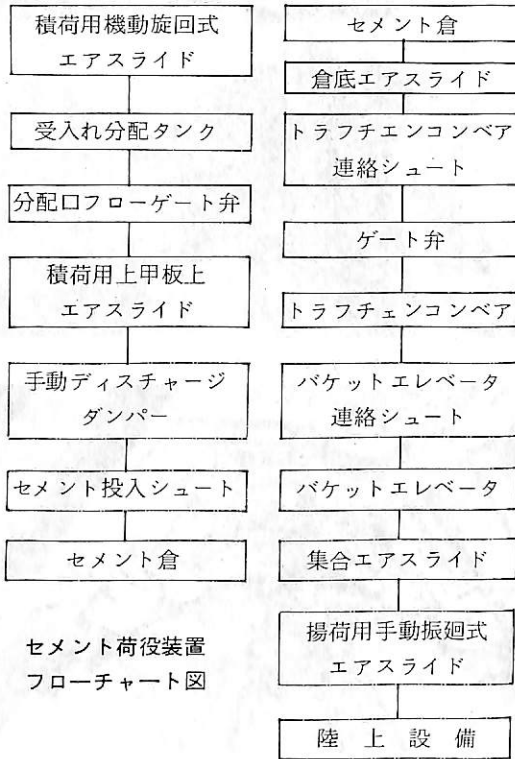 積荷用機動旋回式
エアスライド
受入れ分配タンク
分配口フローゲート弁
積荷用上甲板上
エアスライド
手動ディスチャージ
ダンパー
セメント投入シュート
セメント倉
セメント荷役装置
フローチャート図
セメント倉
倉底エアスライド
トラフチエンコンベア
連絡シュート
ゲート弁
トラフチェンコンベア
バケットエレベータ
連絡シュート
バケットエレベータ
集合エアスライド
揚荷用手動振廻式
エアスライド
陸上設備